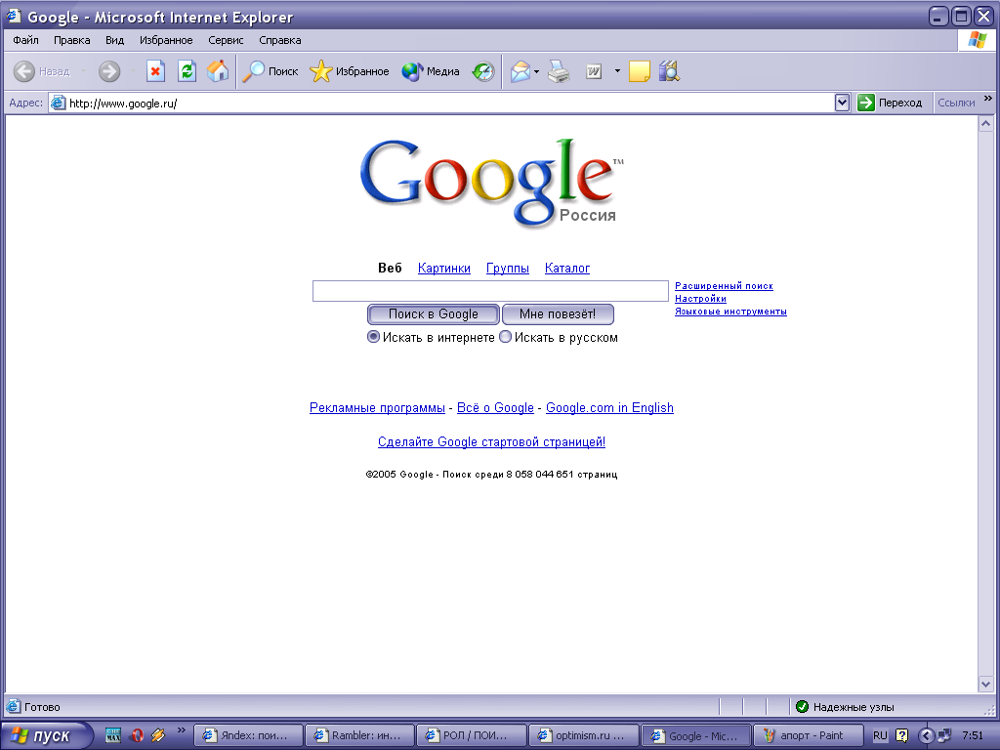 Google - Microsoft Internet Explorer
Файл Правка Вид Избранное Сервис Справка
Назад Поиск Избранное Медиа
Адрес: http://www.google.ru/ Переход Ссылки »
Google™
Россия
Веб Картинки Группы Каталог
Расширенный поиск
Настройки
Языковые инструменты
Поиск в Google Мне повезёт!
Искать в интернете Искать в русском
Рекламные программы - Всё о Google - Google.com in English
Сделайте Google стартовой страницей!
©2005 Google - Поиск среди 8 058 044 651 страниц
Готово Надежные узлы
пуск » Яndex: пои... Rambler: ин... РОЛ / ПОИ... optimism.ru ... Google - Mic... апорт - Paint RU 7:51